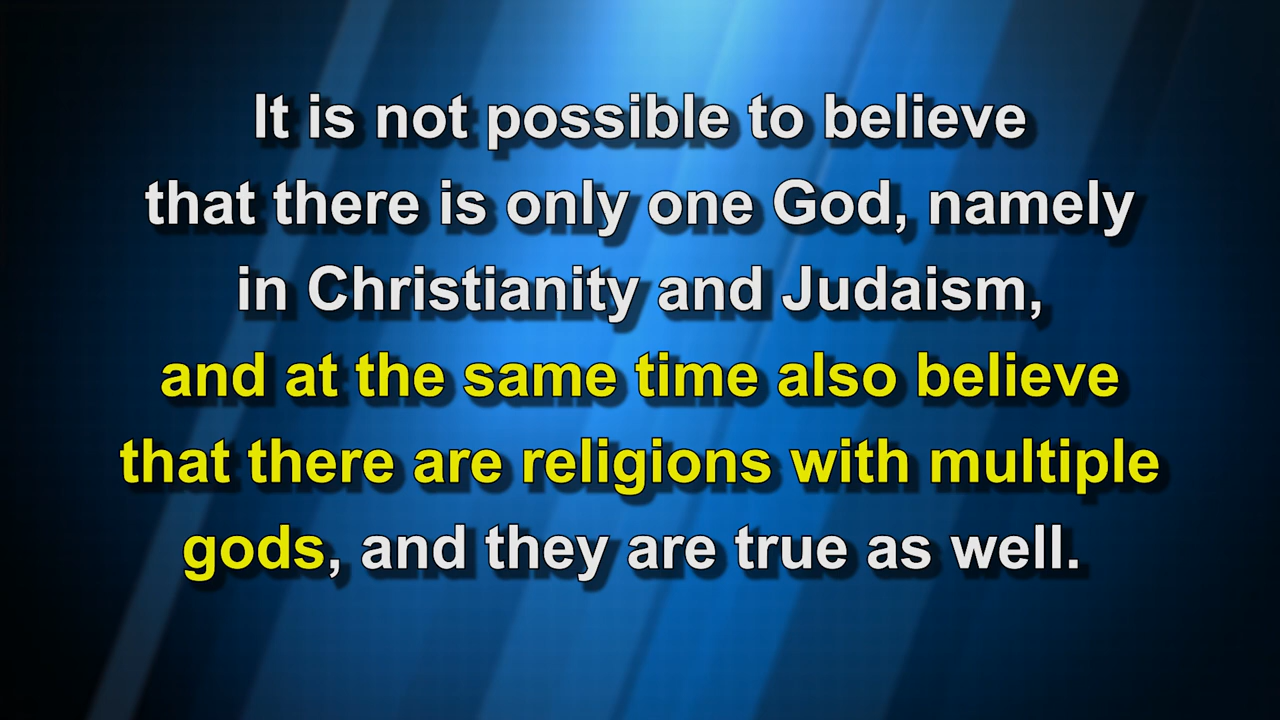 It is not possible to believe
that there is only one God, namely
in Christianity and Judaism,
and at the same time also believe
that there are religions with multiple
gods, and they are true as well.